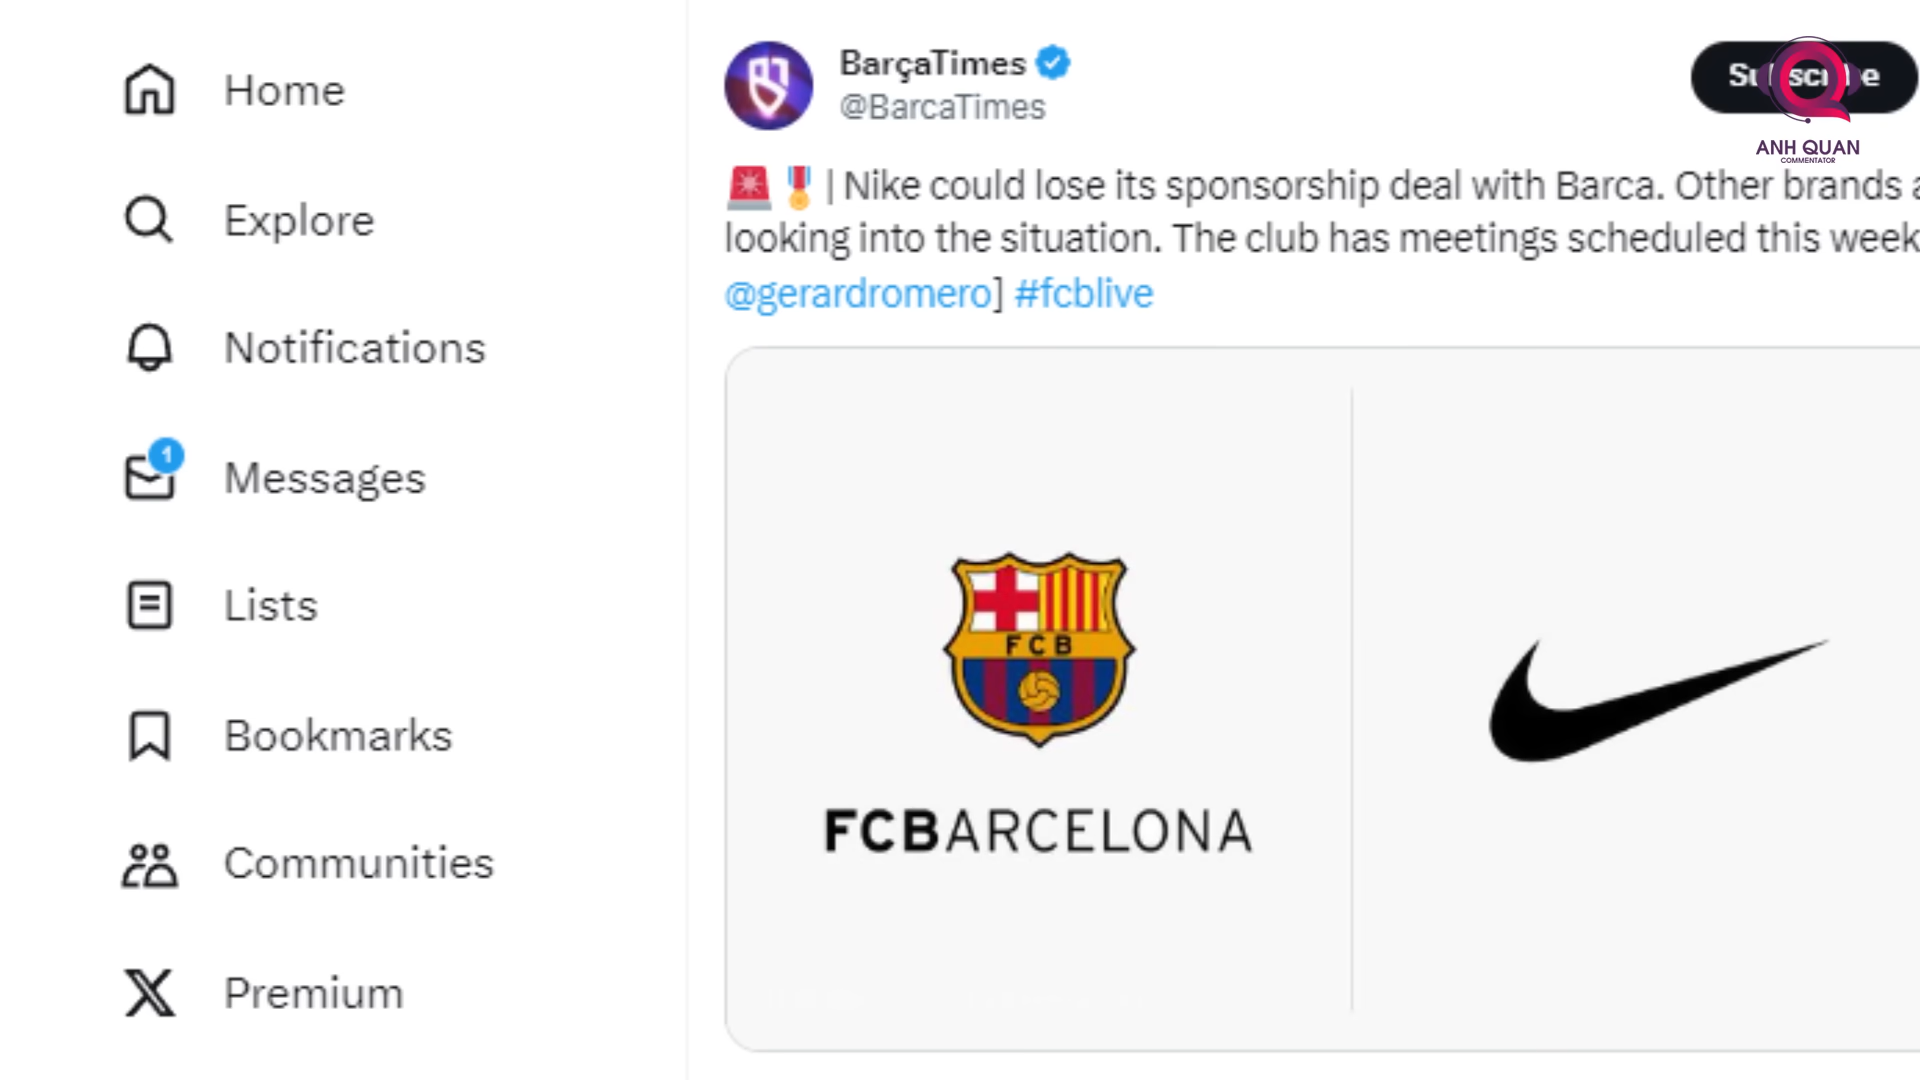 Home
Explore
Notifications
1
Messages
Lists
Bookmarks
Communities
Premium
BarçaTimes
@BarcaTimes
Subscribe
ANH QUAN
COMMENTATOR
| Nike could lose its sponsorship deal with Barca. Other brands a
looking into the situation. The club has meetings scheduled this week
@gerardromero] #fcblive
FCB
FCBARCELONA